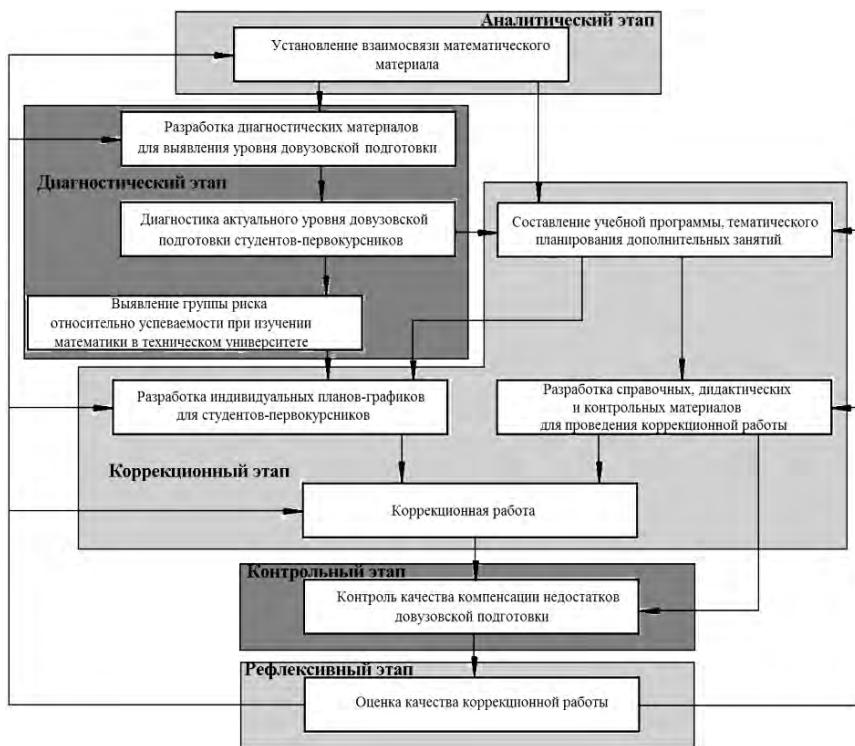 Аналитический этап
Установление взаимосвязи математического
материала
Разработка диагностических материалов
для выявления уровня довузовской подготовки
Диагностический этап
Диагностика актуального уровня довузовской
подготовки студентов-первокурсников
Составление учебной программы, тематического
планирования дополнительных занятий
Выявление группы риска
относительно успеваемости при изучении
математики в техническом университете
Разработка индивидуальных планов-графиков
для студентов-первокурсников
Разработка справочных, дидактических
и контрольных материалов
для проведения коррекционной работы
Коррекционный этап
Коррекционная работа
Контрольный этап
Контроль качества компенсации недостатков
довузовской подготовки
Рефлексивный этап
Оценка качества коррекционной работы